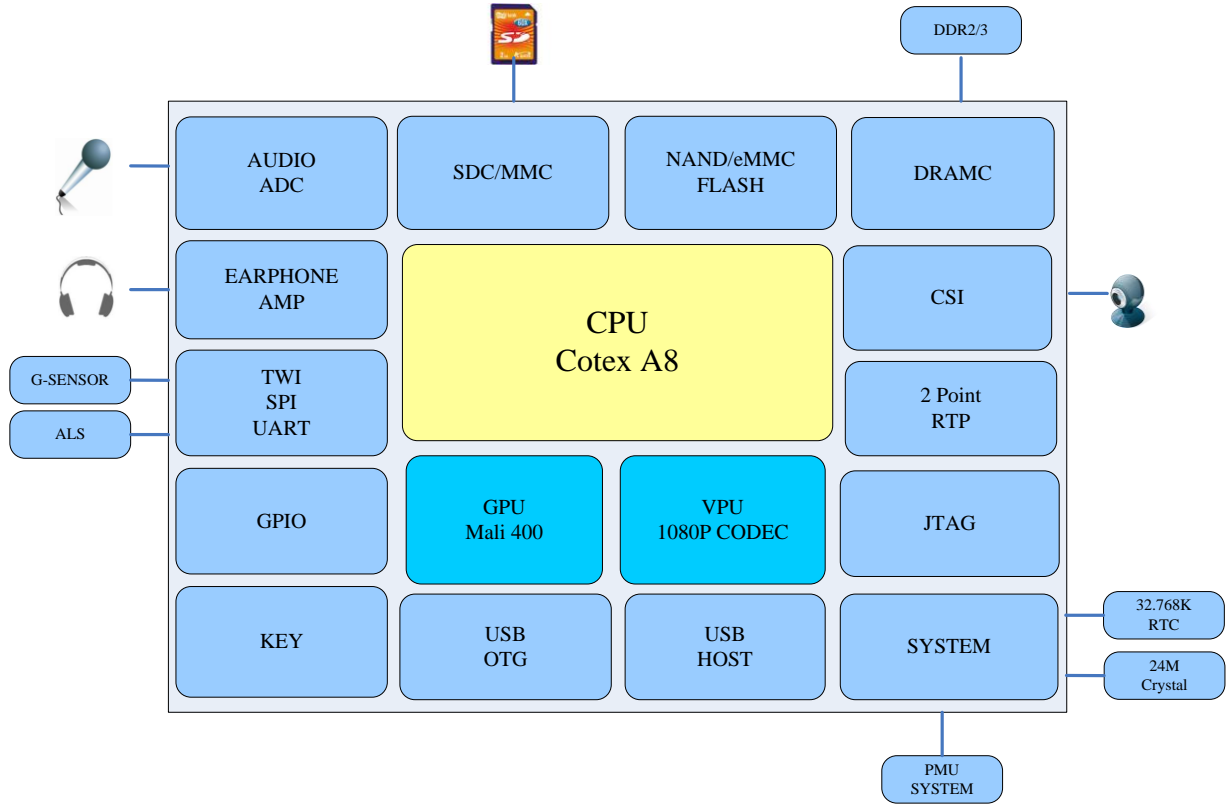 DDR2/3
AUDIO
ADC
SDC/MMC
NAND/eMMC
FLASH
DRAMC
EARPHONE
AMP
CPU
Cotex A8
CSI
G-SENSOR
ALS
TWI
SPI
UART
2 Point
RTP
GPIO
GPU
Mali 400
VPU
1080P CODEC
JTAG
KEY
USB
OTG
USB
HOST
SYSTEM
32.768K
RTC
24M
Crystal
PMU
SYSTEM